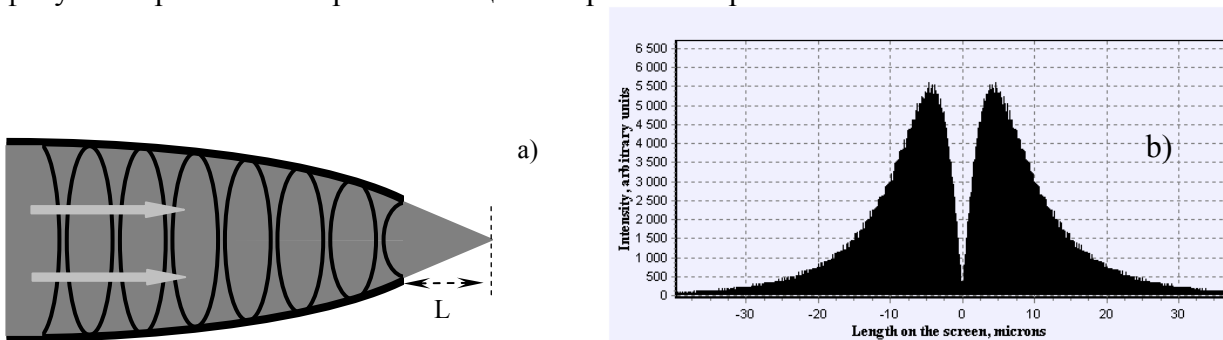 a)
L
6 500
6 000
5 500
5 000
4 500
4 000
3 500
3 000
2 500
2 000
1 500
1 000
500
0
Intensity, arbitrary units
b)
-30 -20 -10 0 10 20 30
Length on the screen, microns